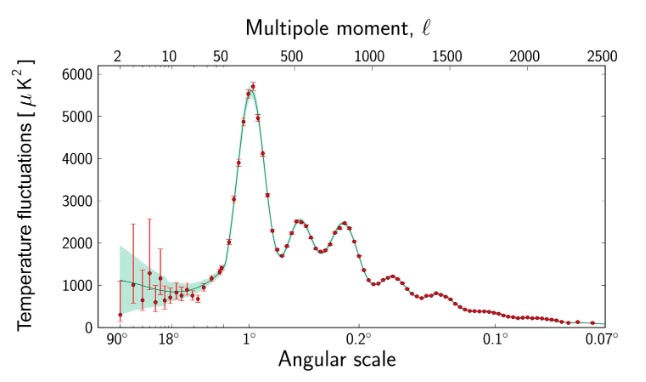 Multipole moment, ℓ
2 10 50 500 1000 1500 2000 2500
Temperature fluctuations [ μ K² ]
6000
5000
4000
3000
2000
1000
0
90° 18° 1° 0.2° 0.1° 0.07°
Angular scale